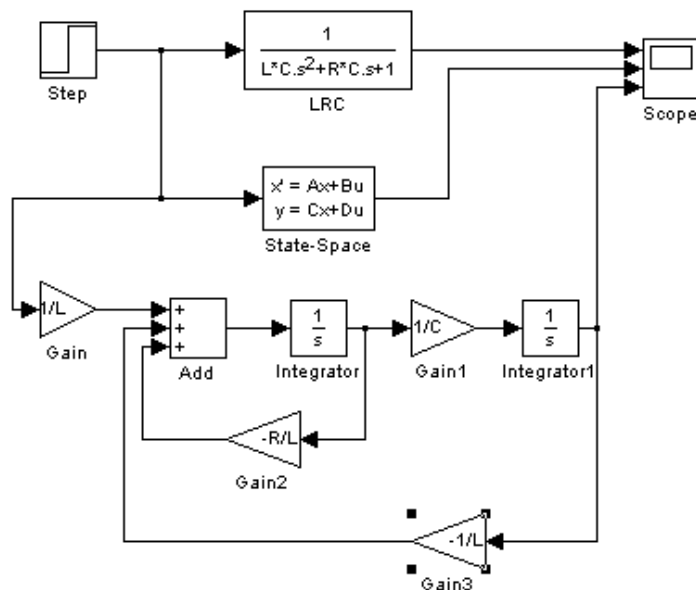 Step
1
L*C.s²+R*C.s+1
LRC
Scope
x' = Ax+Bu
y = Cx+Du
State-Space
1/L
Gain
+
+
+
Add
1
s
Integrator
1/C
Gain1
1
s
Integrator1
-R/L
Gain2
-1/L
Gain3